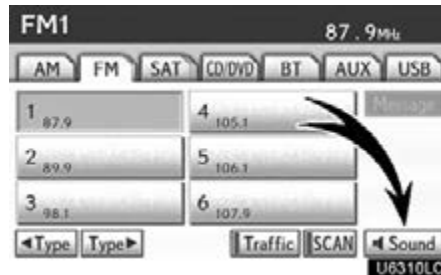 FM1 87.9MHz
AM FM SAT CD/DVD BT AUX USB
1 87.9 4 105.1 Message
2 89.9 5 106.1
3 98.1 6 107.9
◄Type Type► Traffic SCAN Sound
U6310LC